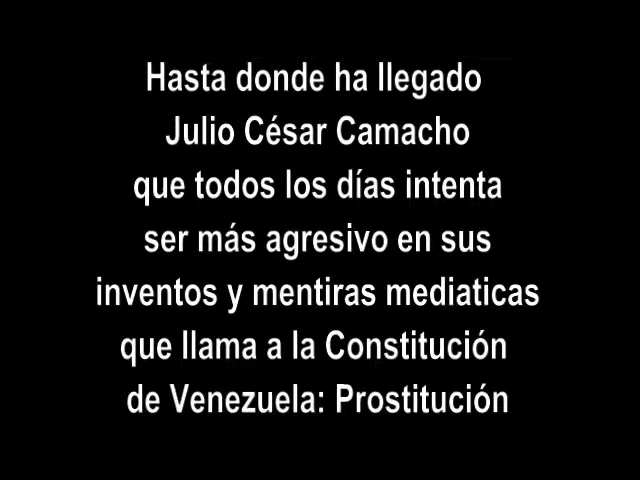 Hasta donde ha llegado
Julio César Camacho
que todos los días intenta
ser más agresivo en sus
inventos y mentiras mediaticas
que llama a la Constitución
de Venezuela: Prostitución